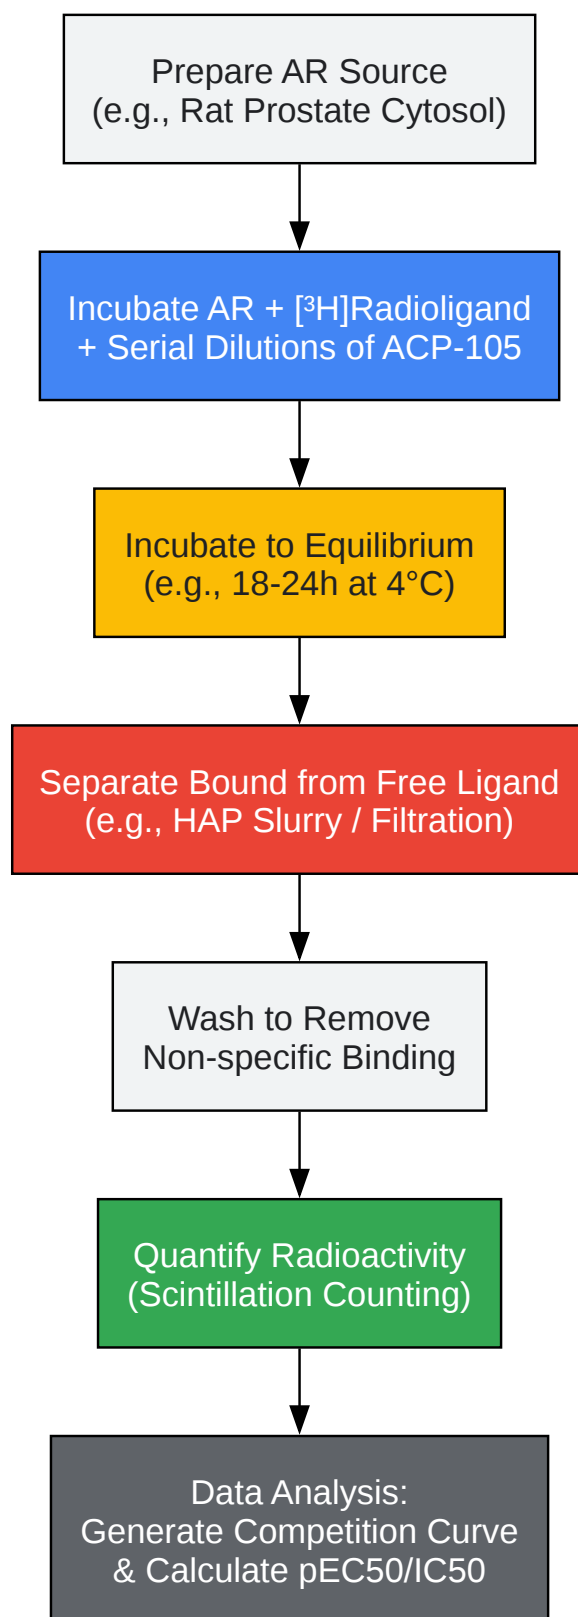 Prepare AR Source
(e.g., Rat Prostate Cytosol)
Incubate AR + [³H]Radioligand
+ Serial Dilutions of ACP-105
Incubate to Equilibrium
(e.g., 18-24h at 4°C)
Separate Bound from Free Ligand
(e.g., HAP Slurry / Filtration)
Wash to Remove
Non-specific Binding
Quantify Radioactivity
(Scintillation Counting)
Data Analysis:
Generate Competition Curve
& Calculate pEC50/IC50